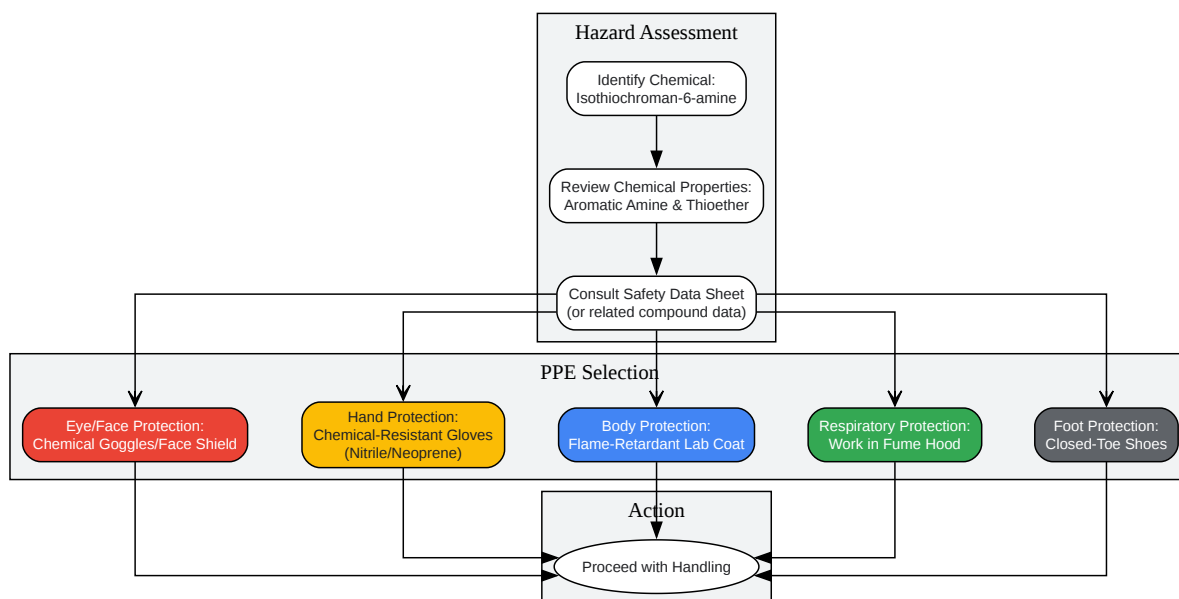 Hazard Assessment
Identify Chemical:
Isothiochroman-6-amine
Review Chemical Properties:
Aromatic Amine & Thioether
Consult Safety Data Sheet
(or related compound data)
PPE Selection
Eye/Face Protection:
Chemical Goggles/Face Shield
Hand Protection:
Chemical-Resistant Gloves
(Nitrile/Neoprene)
Body Protection:
Flame-Retardant Lab Coat
Respiratory Protection:
Work in Fume Hood
Foot Protection:
Closed-Toe Shoes
Action
Proceed with Handling